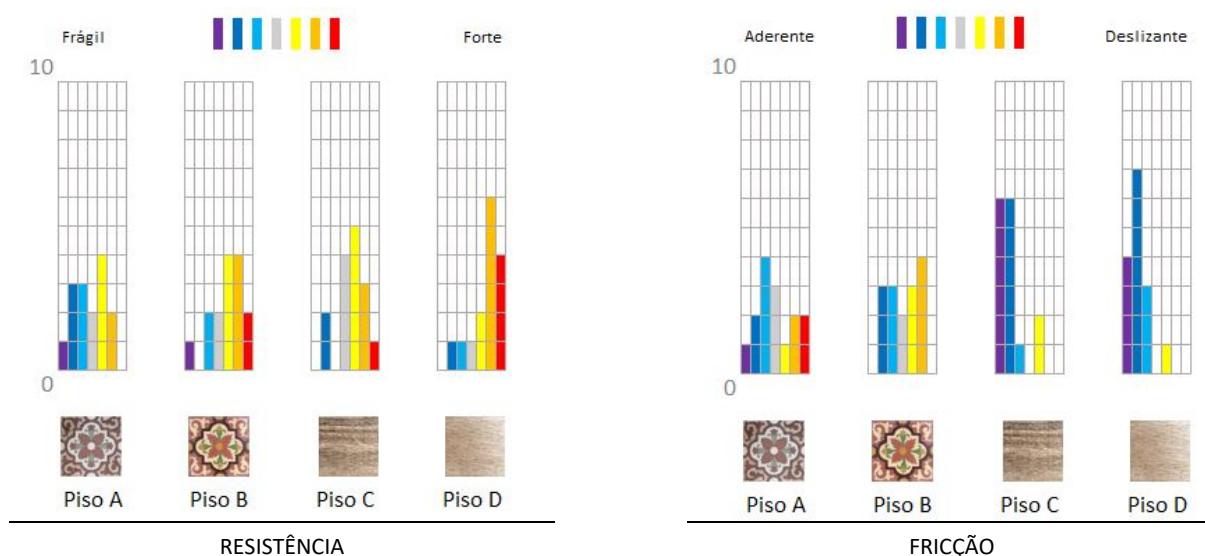 Frágil Forte
10
0
Piso A Piso B Piso C Piso D
RESISTÊNCIA
Aderente Deslizante
10
0
Piso A Piso B Piso C Piso D
FRICÇÃO